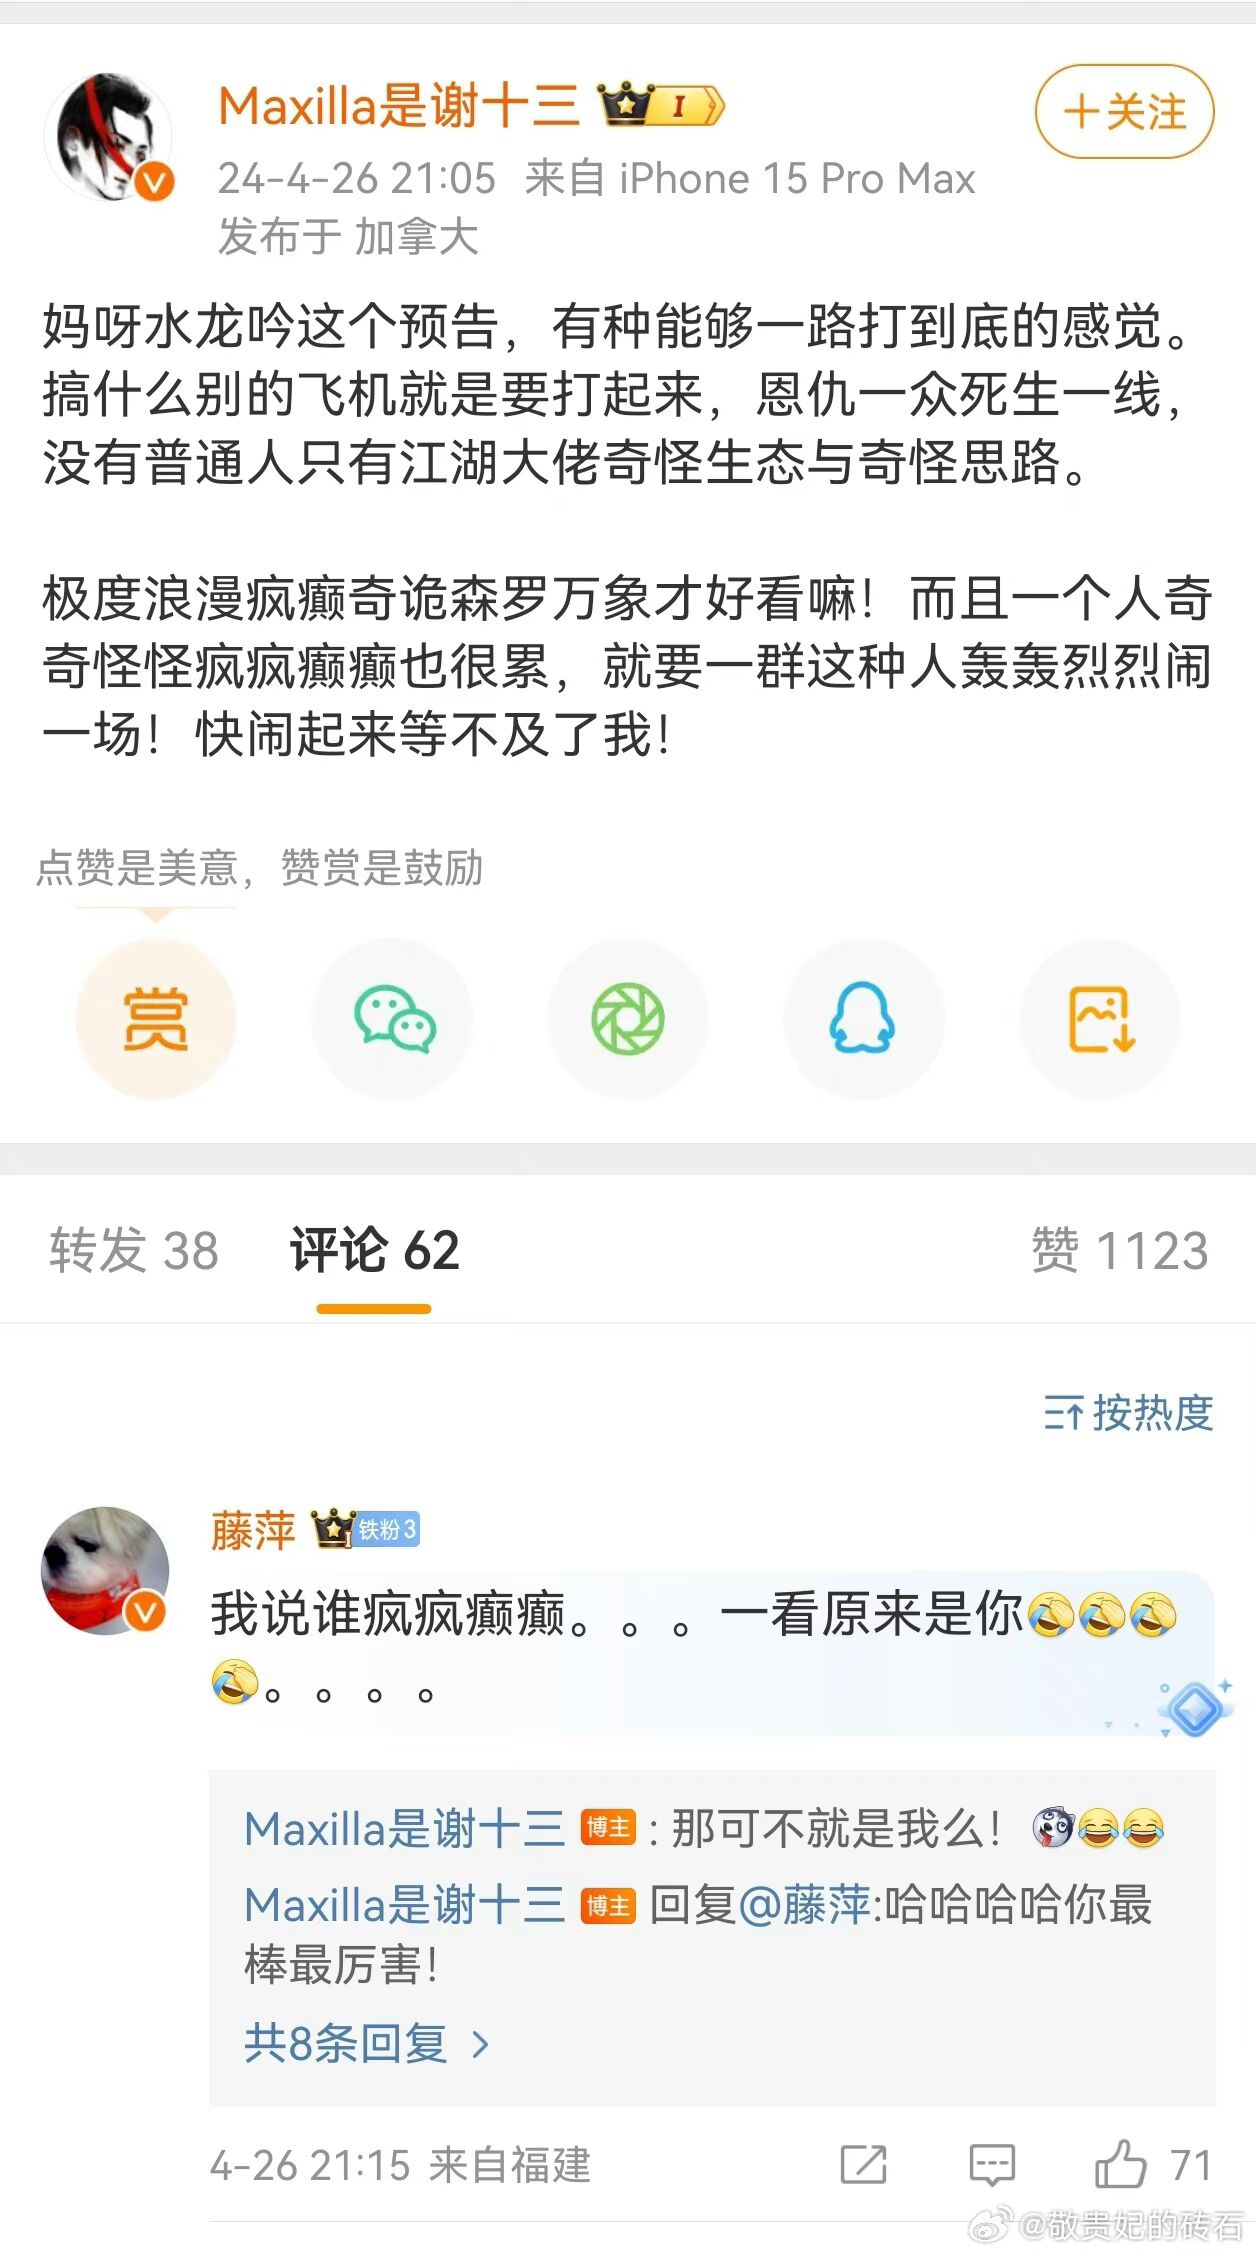 Maxilla是谢十三 I
＋关注
24-4-26 21:05 来自 iPhone 15 Pro Max
发布于 加拿大
妈呀水龙吟这个预告，有种能够一路打到底的感觉。
搞什么别的飞机就是要打起来，恩仇一众死生一线，
没有普通人只有江湖大佬奇怪生态与奇怪思路。
极度浪漫疯癫奇诡森罗万象才好看嘛！而且一个人奇
奇怪怪疯疯癫癫也很累，就要一群这种人轰轰烈烈闹
一场！快闹起来等不及了我！
点赞是美意，赞赏是鼓励
赏
转发 38 评论 62 赞 1123
按热度
藤萍 I 铁粉3
我说谁疯疯癫癫。。。一看原来是你🤣🤣🤣
🤣。。。。
Maxilla是谢十三 博主 : 那可不就是我么！😂😂
Maxilla是谢十三 博主 回复@藤萍:哈哈哈哈你最
棒最厉害！
共8条回复 >
4-26 21:15 来自福建 71
@敬贵妃的砖石